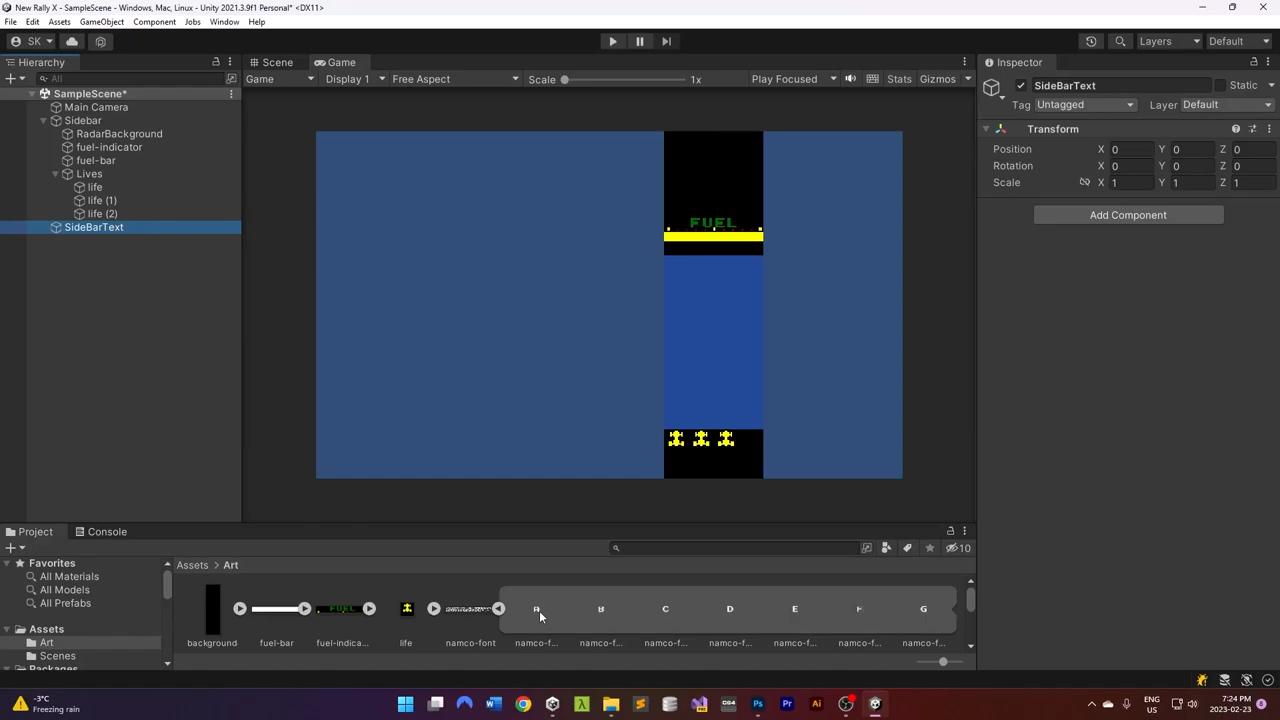 New Rally X - SampleScene - Windows, Mac, Linux - Unity 2021.3.9f1 Personal* <DX11>
File Edit Assets GameObject Component Jobs Window Help
SK Layers Default
Hierarchy Scene Game Inspector
All Game Display 1 Free Aspect Scale 1x Play Focused Stats Gizmos SideBarText Static
SampleScene* Tag Untagged Layer Default
Main Camera
Sidebar Transform
RadarBackground
fuel-indicator Position X 0 Y 0 Z 0
fuel-bar Rotation X 0 Y 0 Z 0
Lives Scale X 1 Y 1 Z 1
life
life (1)
life (2) Add Component
SideBarText
FUEL
Project Console
10
Favorites Assets > Art
All Materials
All Models
All Prefabs FUEL A B C D E F G
Assets
Art background fuel-bar fuel-indica... life namco-font namco-f... namco-f... namco-f... namco-f... namco-f... namco-f... namco-f...
Scenes
Packages
-3°C
Freezing rain
ENG
US
7:24 PM
2023-02-23